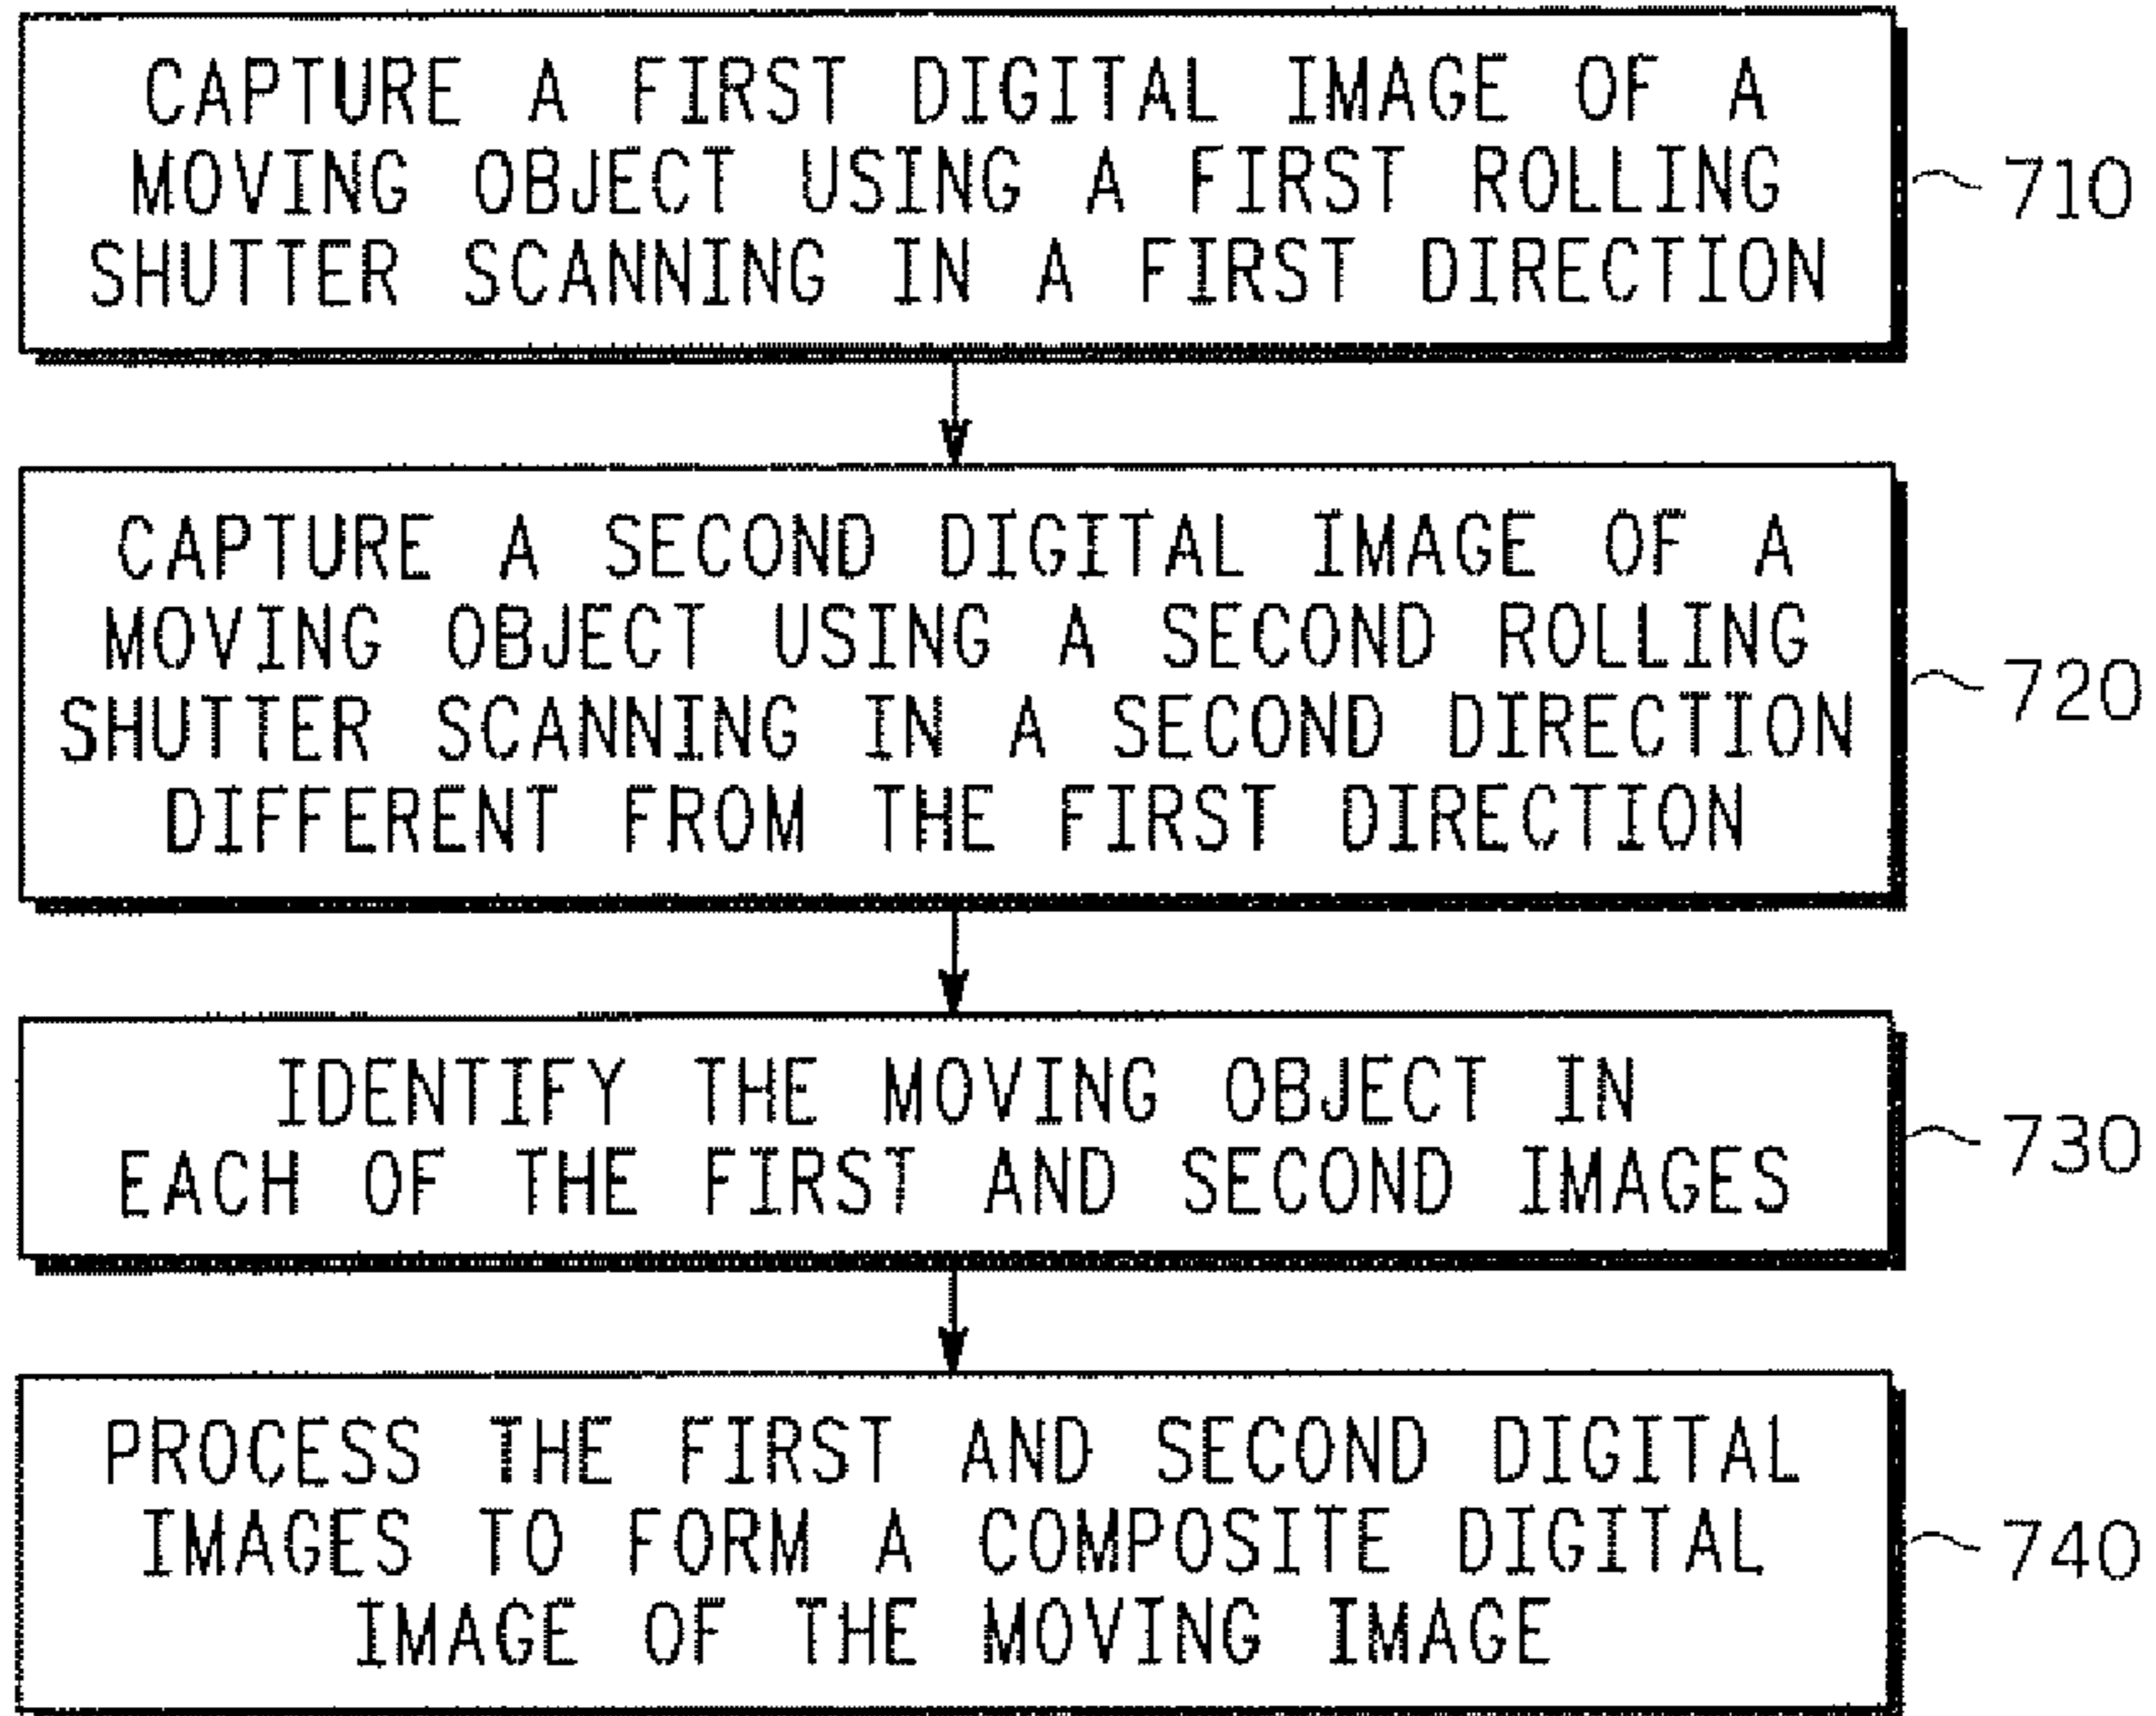 CAPTURE A FIRST DIGITAL IMAGE OF A
MOVING OBJECT USING A FIRST ROLLING
SHUTTER SCANNING IN A FIRST DIRECTION
710
CAPTURE A SECOND DIGITAL IMAGE OF A
MOVING OBJECT USING A SECOND ROLLING
SHUTTER SCANNING IN A SECOND DIRECTION
DIFFERENT FROM THE FIRST DIRECTION
720
IDENTIFY THE MOVING OBJECT IN
EACH OF THE FIRST AND SECOND IMAGES
730
PROCESS THE FIRST AND SECOND DIGITAL
IMAGES TO FORM A COMPOSITE DIGITAL
IMAGE OF THE MOVING IMAGE
740